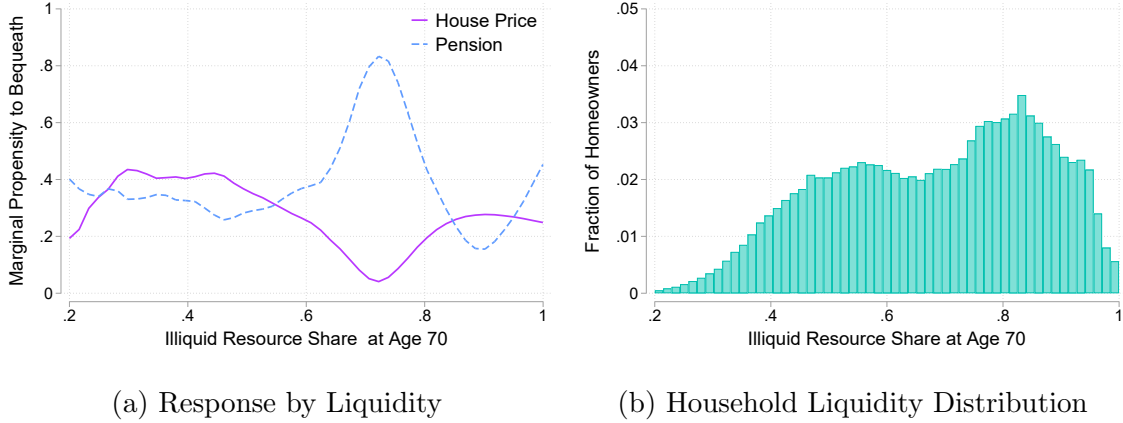 Marginal Propensity to Bequeath
1
.8
.6
.4
.2
0
House Price
Pension
.2 .4 .6 .8 1
Illiquid Resource Share at Age 70
(a) Response by Liquidity
Fraction of Homeowners
.05
.04
.03
.02
.01
0
.2 .4 .6 .8 1
Illiquid Resource Share at Age 70
(b) Household Liquidity Distribution